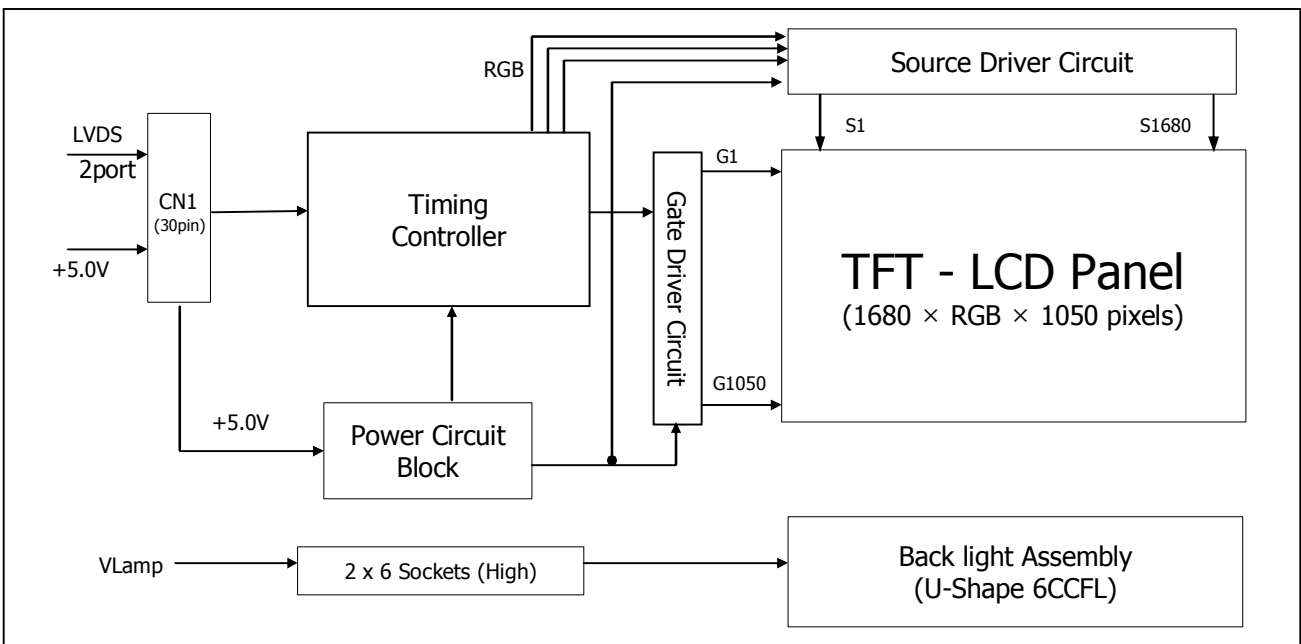 RGB
Source Driver Circuit
S1
S1680
LVDS
2port
CN1
(30pin)
+5.0V
Timing
Controller
Gate Driver Circuit
G1
G1050
TFT - LCD Panel
(1680 × RGB × 1050 pixels)
+5.0V
Power Circuit
Block
VLamp
2 x 6 Sockets (High)
Back light Assembly
(U-Shape 6CCFL)